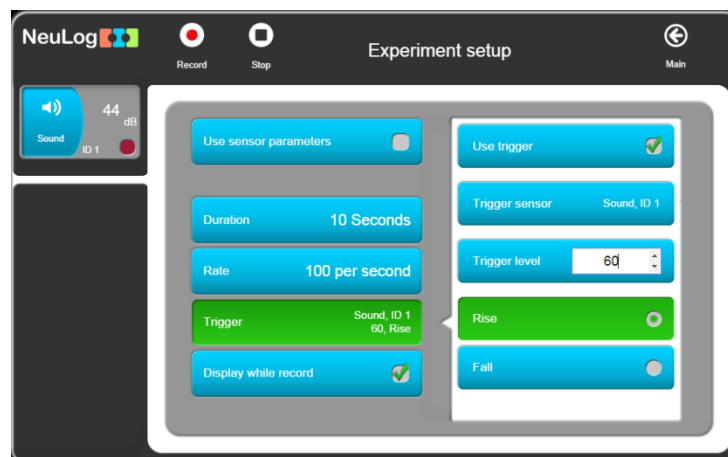 NeuLog
Record
Stop
Experiment setup
Main
44
dB
Sound
ID 1
Use sensor parameters
Duration 10 Seconds
Rate 100 per second
Trigger Sound, ID 1
60, Rise
Display while record
Use trigger
Trigger sensor Sound, ID 1
Trigger level 60
Rise
Fall